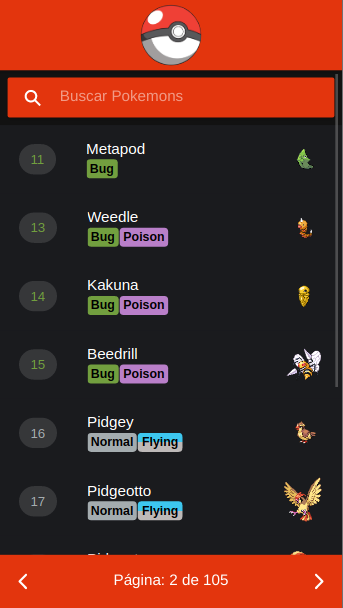 Buscar Pokemons
11 Metapod
Bug
13 Weedle
Bug Poison
14 Kakuna
Bug Poison
15 Beedrill
Bug Poison
16 Pidgey
Normal Flying
17 Pidgeotto
Normal Flying
Página: 2 de 105